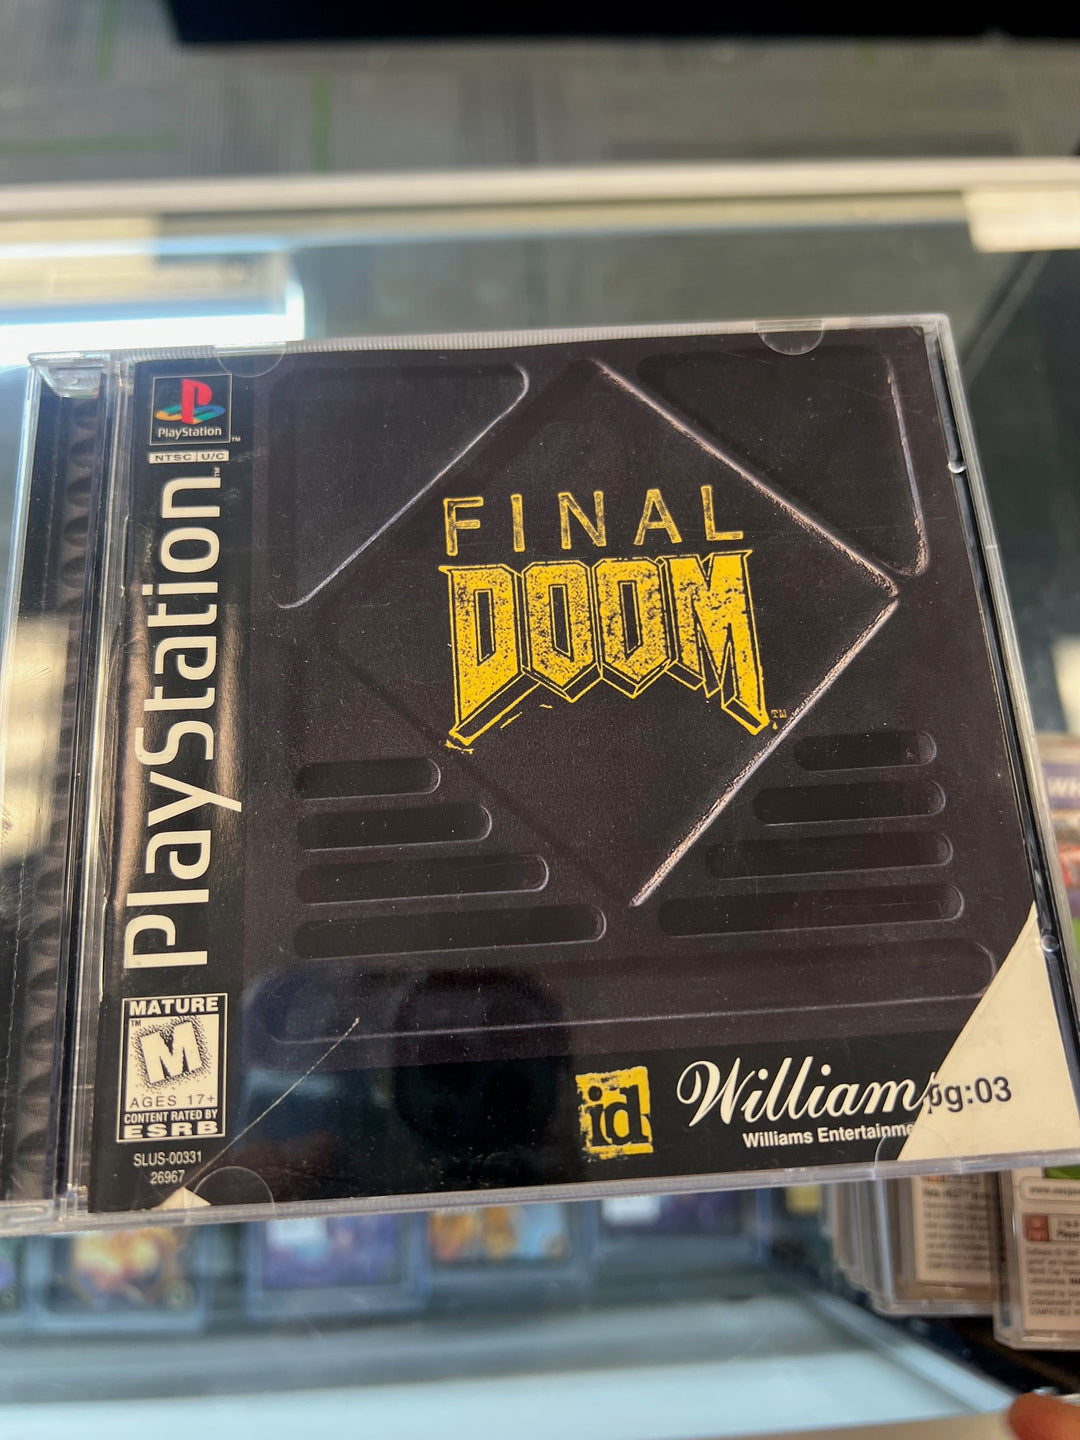 PlayStation
NTSC U/C
PlayStation
FINAL
DOOM
TM
MATURE
M
AGES 17+
CONTENT RATED BY
ESRB
SLUS-00331
26967
id
William
pg:03
Williams Entertainme